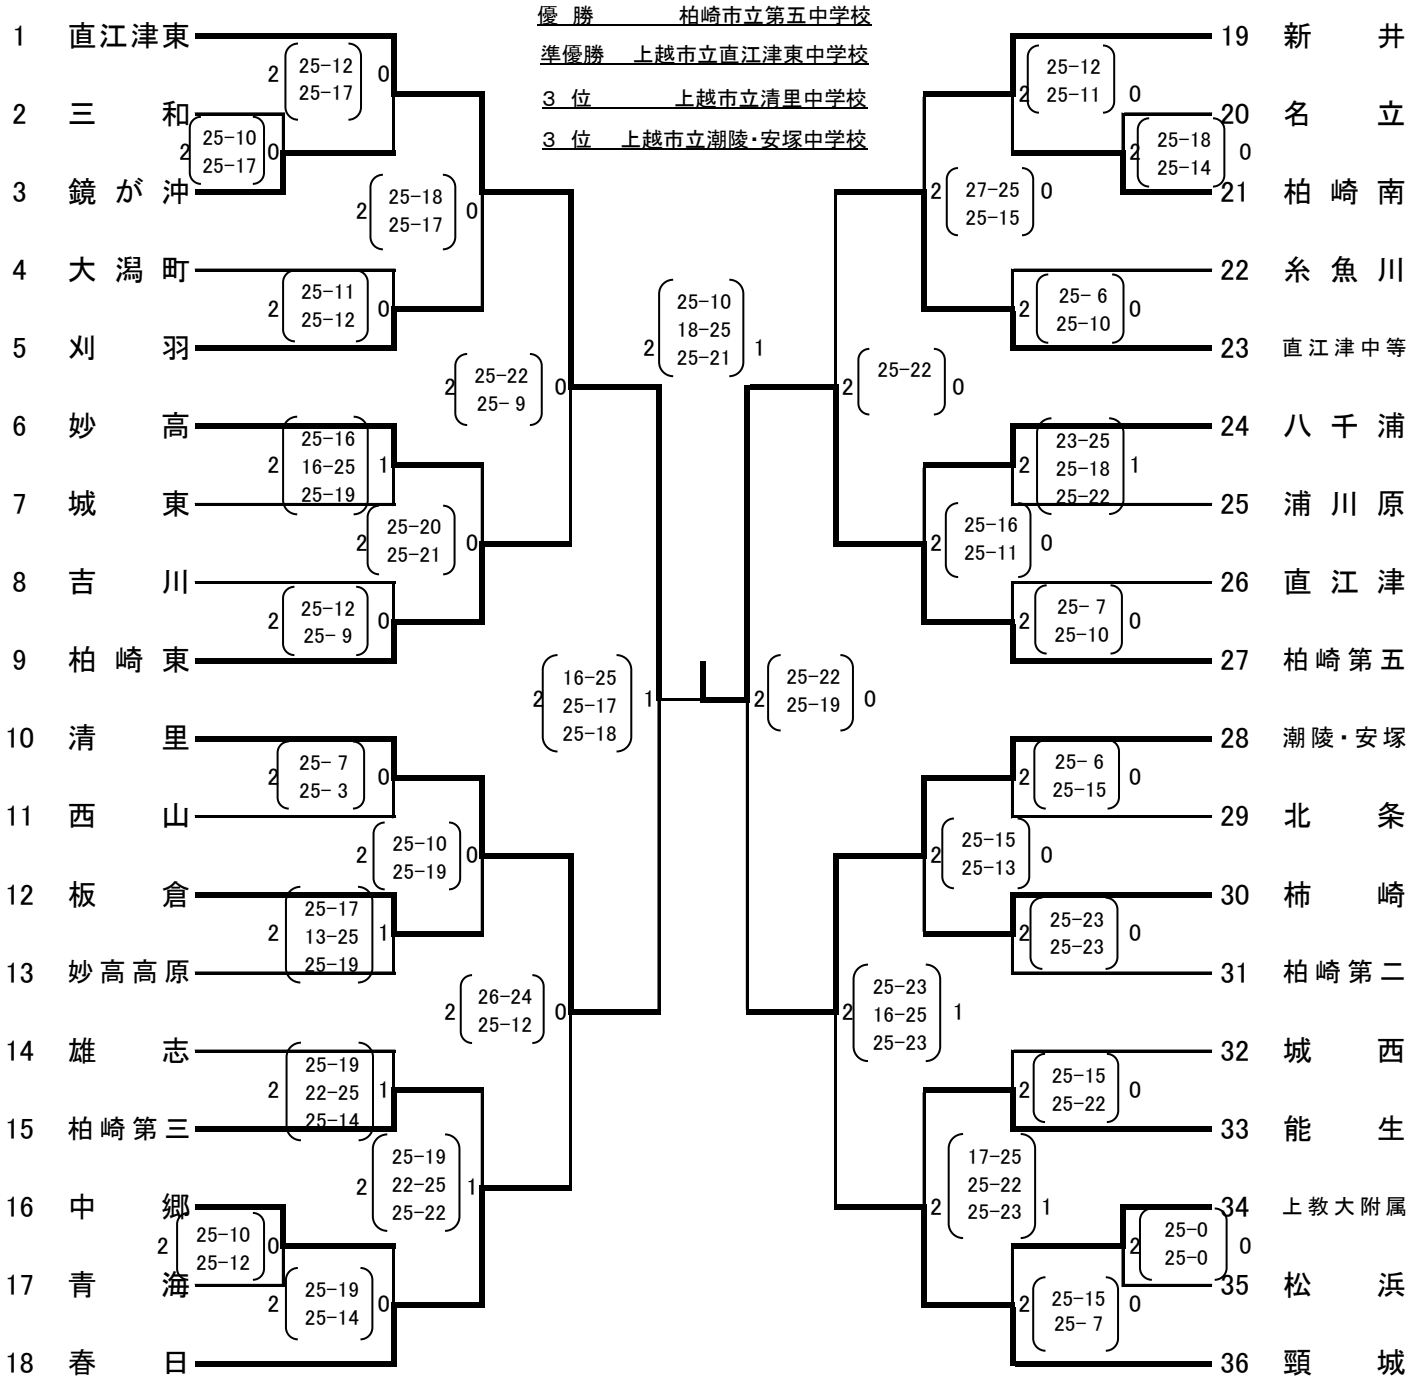 優 勝 柏崎市立第五中学校
準優勝 上越市立直江津東中学校
3 位 上越市立清里中学校
3 位 上越市立潮陵・安塚中学校
1 直江津東
2 三 和
3 鏡が沖
4 大潟町
5 刈 羽
6 妙 高
7 城 東
8 吉 川
9 柏崎東
10 清 里
11 西 山
12 板 倉
13 妙高高原
14 雄 志
15 柏崎第三
16 中 郷
17 青 海
18 春 日
2 25-12 0
25-17
2 25-10 0
25-17
2 25-18 0
25-17
2 25-11 0
25-12
2 25-22 0
25- 9
2 25-16 1
16-25
25-19
2 25-20 0
25-21
2 25-12 0
25- 9
2 16-25 1
25-17
25-18
2 25- 7 0
25- 3
2 25-10 0
25-19
2 25-17 1
13-25
25-19
2 26-24 0
25-12
2 25-19 1
22-25
25-14
2 25-19 1
22-25
25-22
2 25-10 0
25-12
2 25-19 0
25-14
2 25-10 1
18-25
25-21
19 新 井
20 名 立
21 柏崎南
22 糸魚川
23 直江津中等
24 八千浦
25 浦川原
26 直江津
27 柏崎第五
28 潮陵・安塚
29 北 条
30 柿 崎
31 柏崎第二
32 城 西
33 能 生
34 上教大附属
35 松 浜
36 頸 城
2 25-12 0
25-11
2 25-18 0
25-14
2 27-25 0
25-15
2 25- 6 0
25-10
2 25-22 0
2 23-25 1
25-18
25-22
2 25-16 0
25-11
2 25- 7 0
25-10
2 25-22 0
25-19
2 25- 6 0
25-15
2 25-15 0
25-13
2 25-23 0
25-23
2 25-23 1
16-25
25-23
2 25-15 0
25-22
2 17-25 1
25-22
25-23
2 25-0 0
25-0
2 25-15 0
25- 7